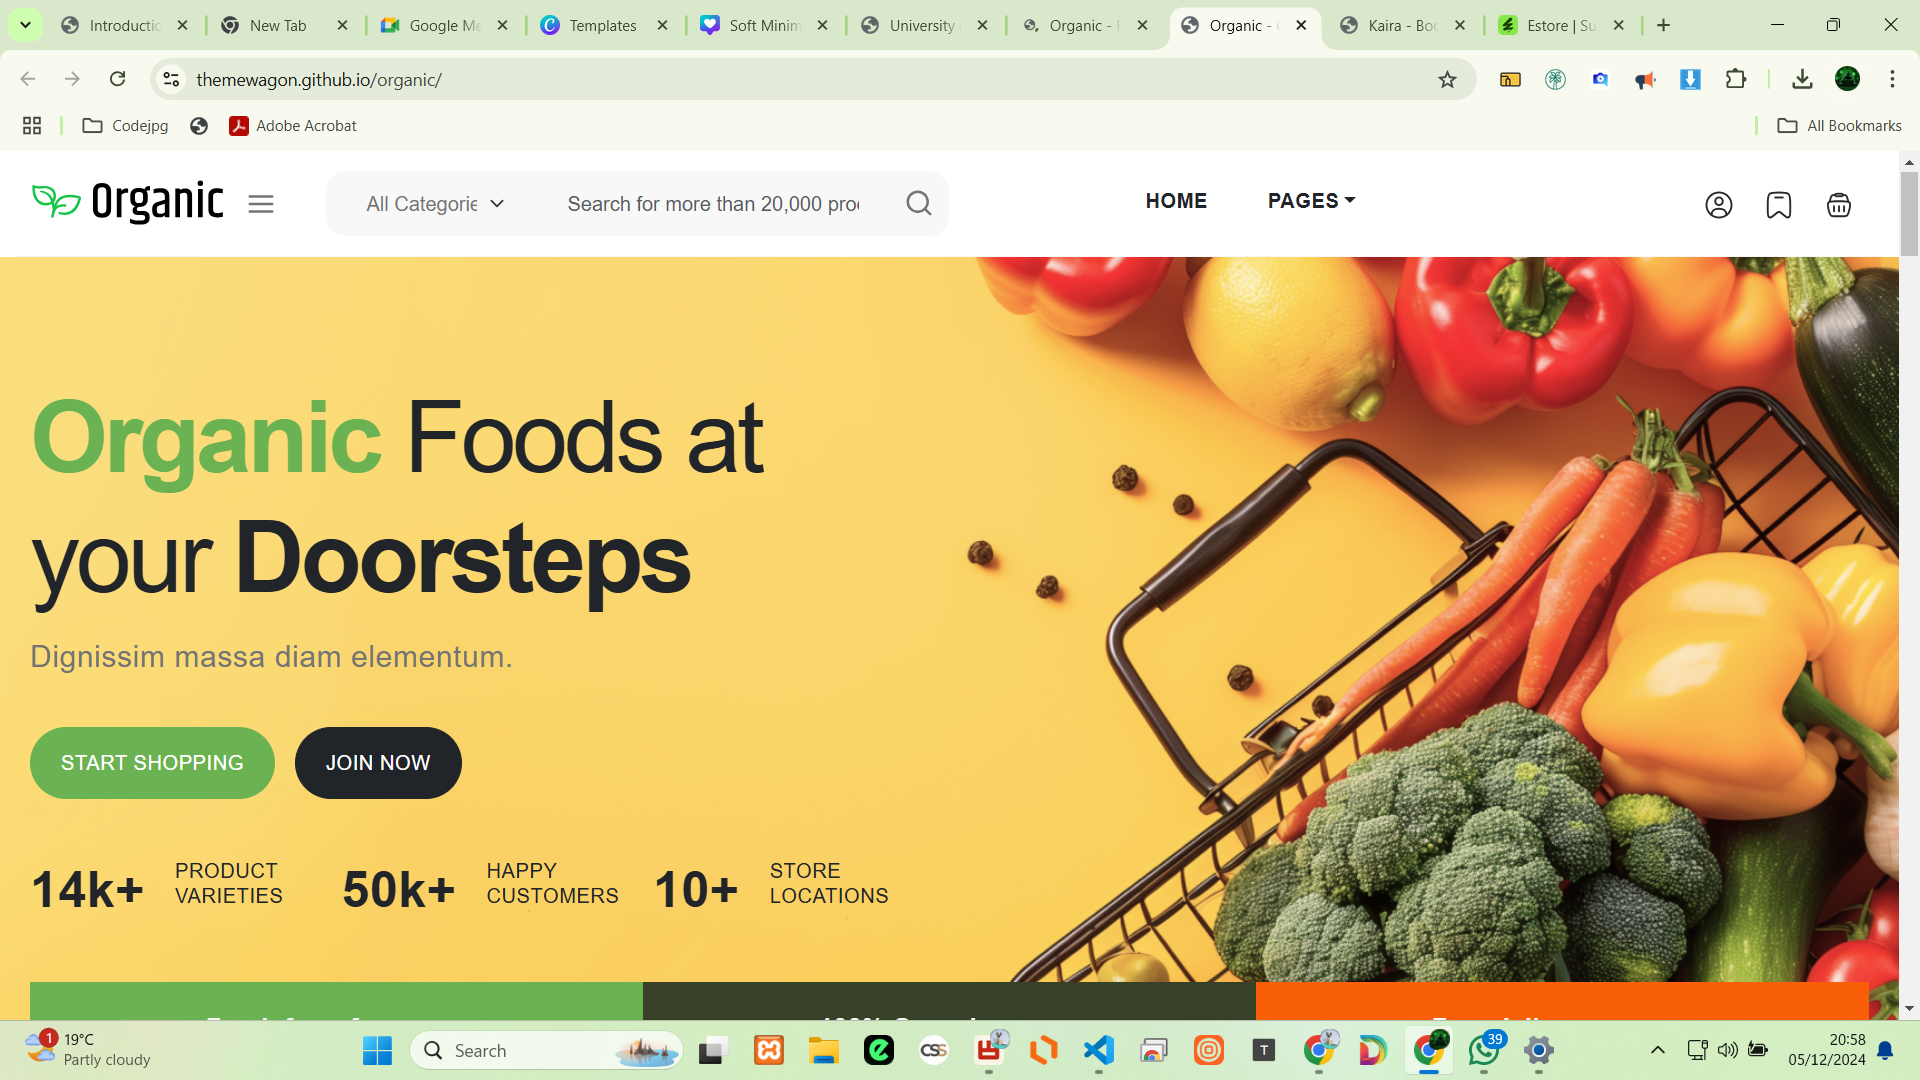 Introductio
New Tab
Google Me
Templates
Soft Minim
University
Organic - F
Organic -
Kaira - Boo
Estore | Su
themewagon.github.io/organic/
Codejpg
Adobe Acrobat
All Bookmarks
Organic
All Categorie
Search for more than 20,000 pro
HOME
PAGES
Organic Foods at
your Doorsteps
Dignissim massa diam elementum.
START SHOPPING
JOIN NOW
14k+
PRODUCT
VARIETIES
50k+
HAPPY
CUSTOMERS
10+
STORE
LOCATIONS
1
19°C
Partly cloudy
Search
CSS
T
39
20:58
05/12/2024